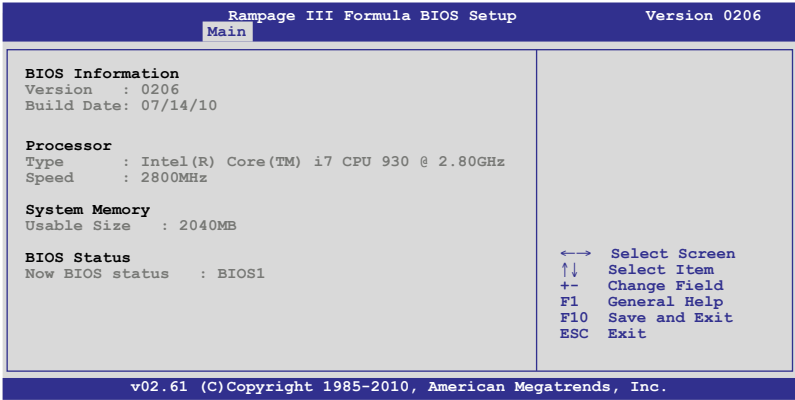 Rampage III Formula BIOS Setup Version 0206
Main
BIOS Information
Version : 0206
Build Date: 07/14/10
Processor
Type : Intel(R) Core(TM) i7 CPU 930 @ 2.80GHz
Speed : 2800MHz
System Memory
Usable Size : 2040MB
BIOS Status
Now BIOS status : BIOS1
←→ Select Screen
↑↓ Select Item
+- Change Field
F1 General Help
F10 Save and Exit
ESC Exit
v02.61 (C)Copyright 1985-2010, American Megatrends, Inc.